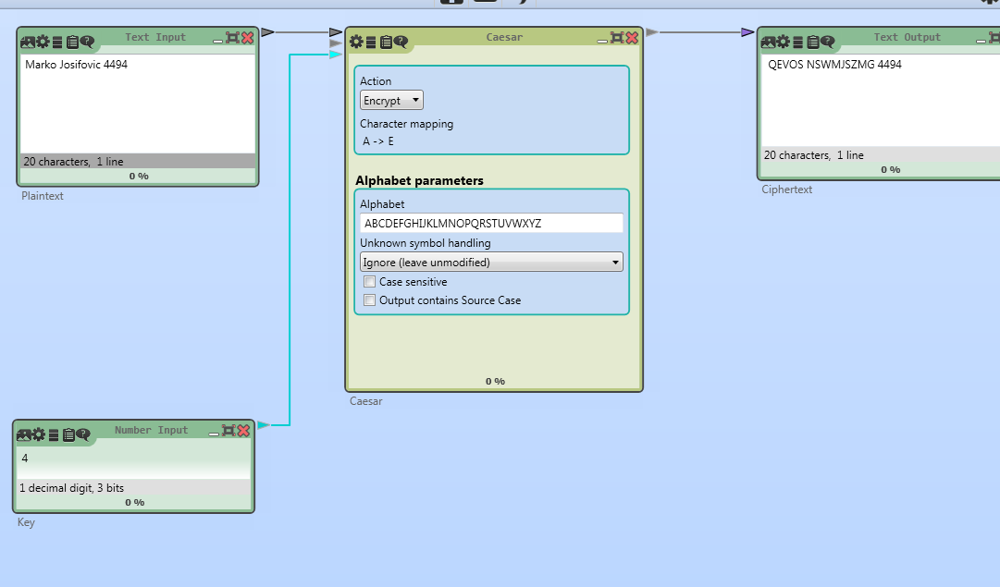 Text Input
Marko Josifovic 4494
20 characters,  1 line
0 %
Plaintext
Caesar
Action
Encrypt
Character mapping
A -> E
Alphabet parameters
Alphabet
ABCDEFGHIJKLMNOPQRSTUVWXYZ
Unknown symbol handling
Ignore (leave unmodified)
Case sensitive
Output contains Source Case
0 %
Caesar
Text Output
QEVOS NSWMJSZMG 4494
20 characters,  1 line
0 %
Ciphertext
Number Input
4
1 decimal digit, 3 bits
0 %
Key